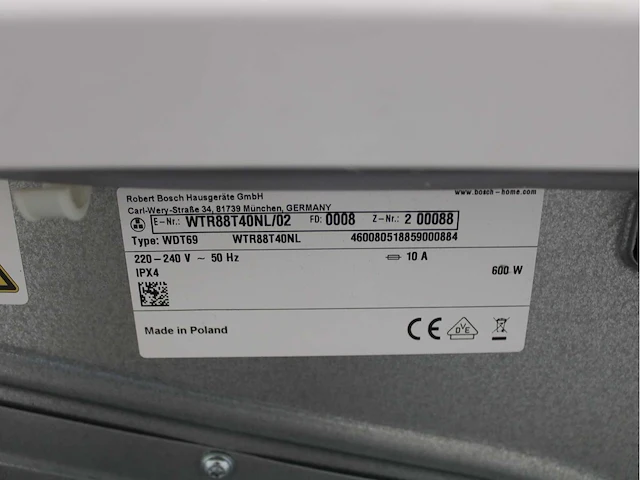 Robert Bosch Hausgeräte GmbH
Carl-Wery-Straße 34, 81739 München, GERMANY
www.bosch-home.com
E-Nr.: WTR88T40NL/02 FD: 0008 Z-Nr.: 2 00088
Type: WDT69 WTR88T40NL 460080518859000884
220-240 V ~ 50 Hz 10 A
IPX4 600 W
Made in Poland CE DVE